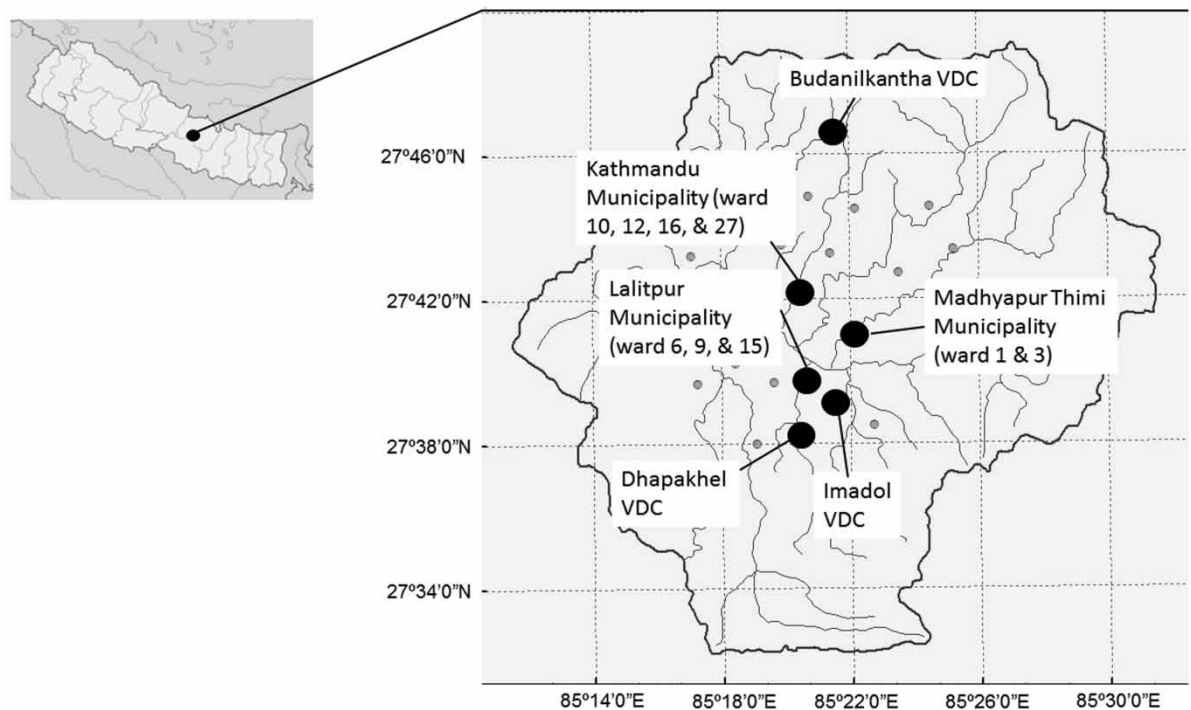 Budanilkantha VDC
27º46’0”N
Kathmandu
Municipality (ward
10, 12, 16, & 27)
27º42’0”N
Lalitpur
Municipality
(ward 6, 9, & 15)
Madhyapur Thimi
Municipality
(ward 1 & 3)
27º38’0”N
Dhapakhel
VDC
Imadol
VDC
27º34’0”N
85º14’0”E
85º18’0”E
85º22’0”E
85º26’0”E
85º30’0”E